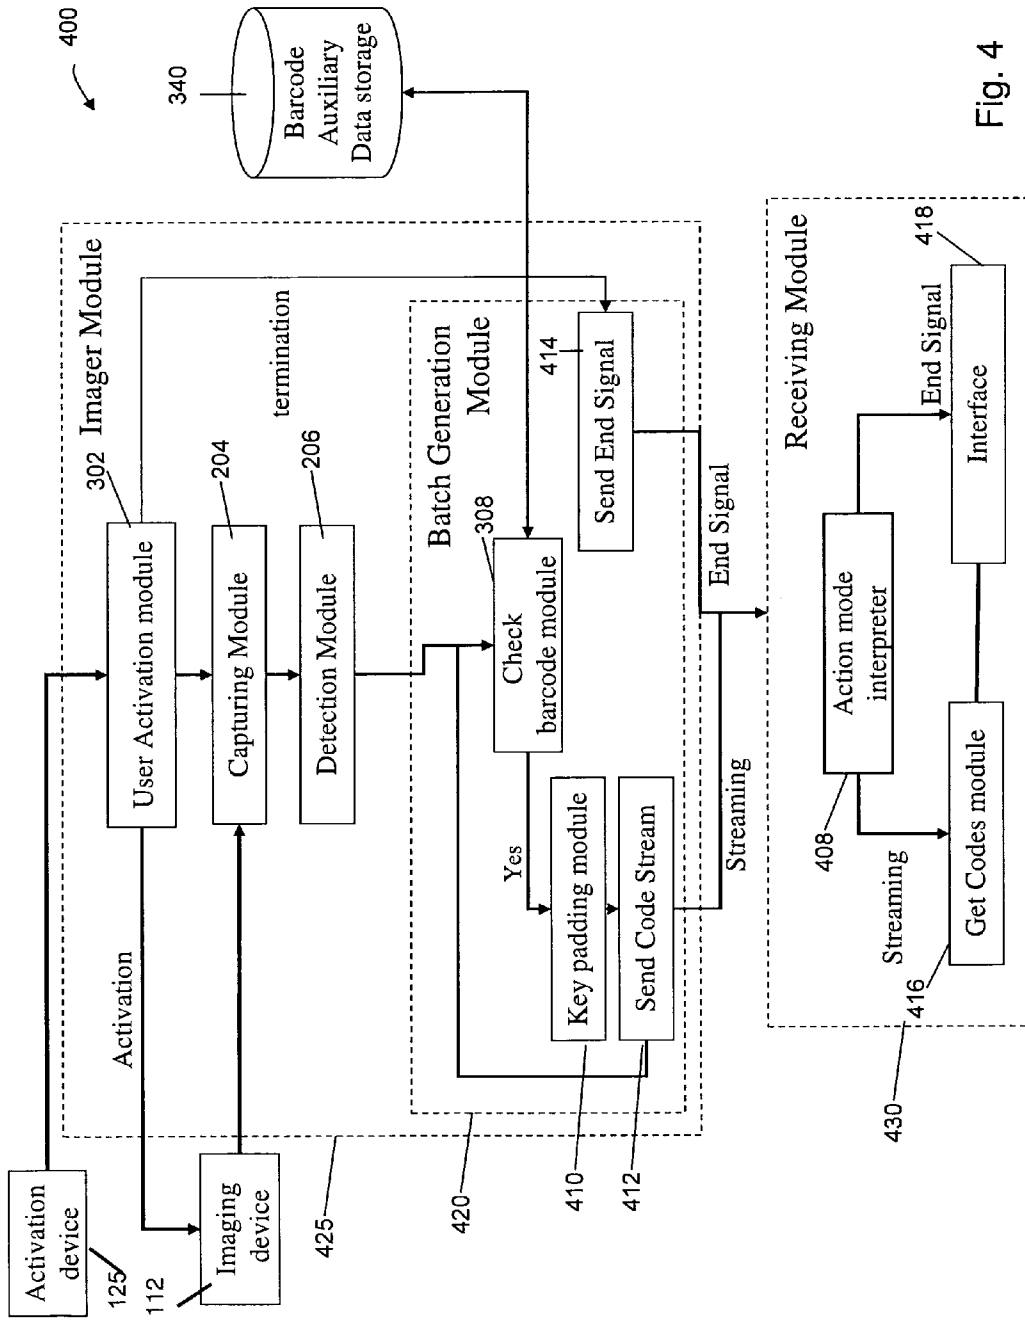 400
340
Barcode
Auxiliary
Data storage
Fig. 4
Imager Module
302
User Activation module
204
Capturing Module
termination
206
Detection Module
Activation
Activation
device
125
112
Imaging
device
425
Batch Generation
Module
308
Check
barcode module
414
Send End Signal
Yes
Key padding module
410
Send Code Stream
412
420
End Signal
Streaming
Receiving Module
Action mode
interpreter
408
End Signal
418
Interface
Streaming
Get Codes module
416
430